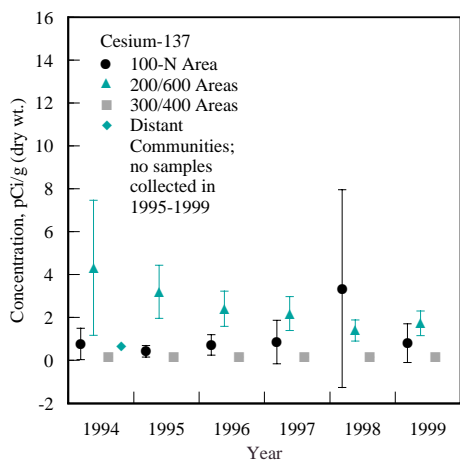 16
14
12
10
8
6
4
2
0
-2
Concentration, pCi/g (dry wt.)
Cesium-137
100-N Area
200/600 Areas
300/400 Areas
Distant
Communities;
no samples
collected in
1995-1999
1994 1995 1996 1997 1998 1999
Year